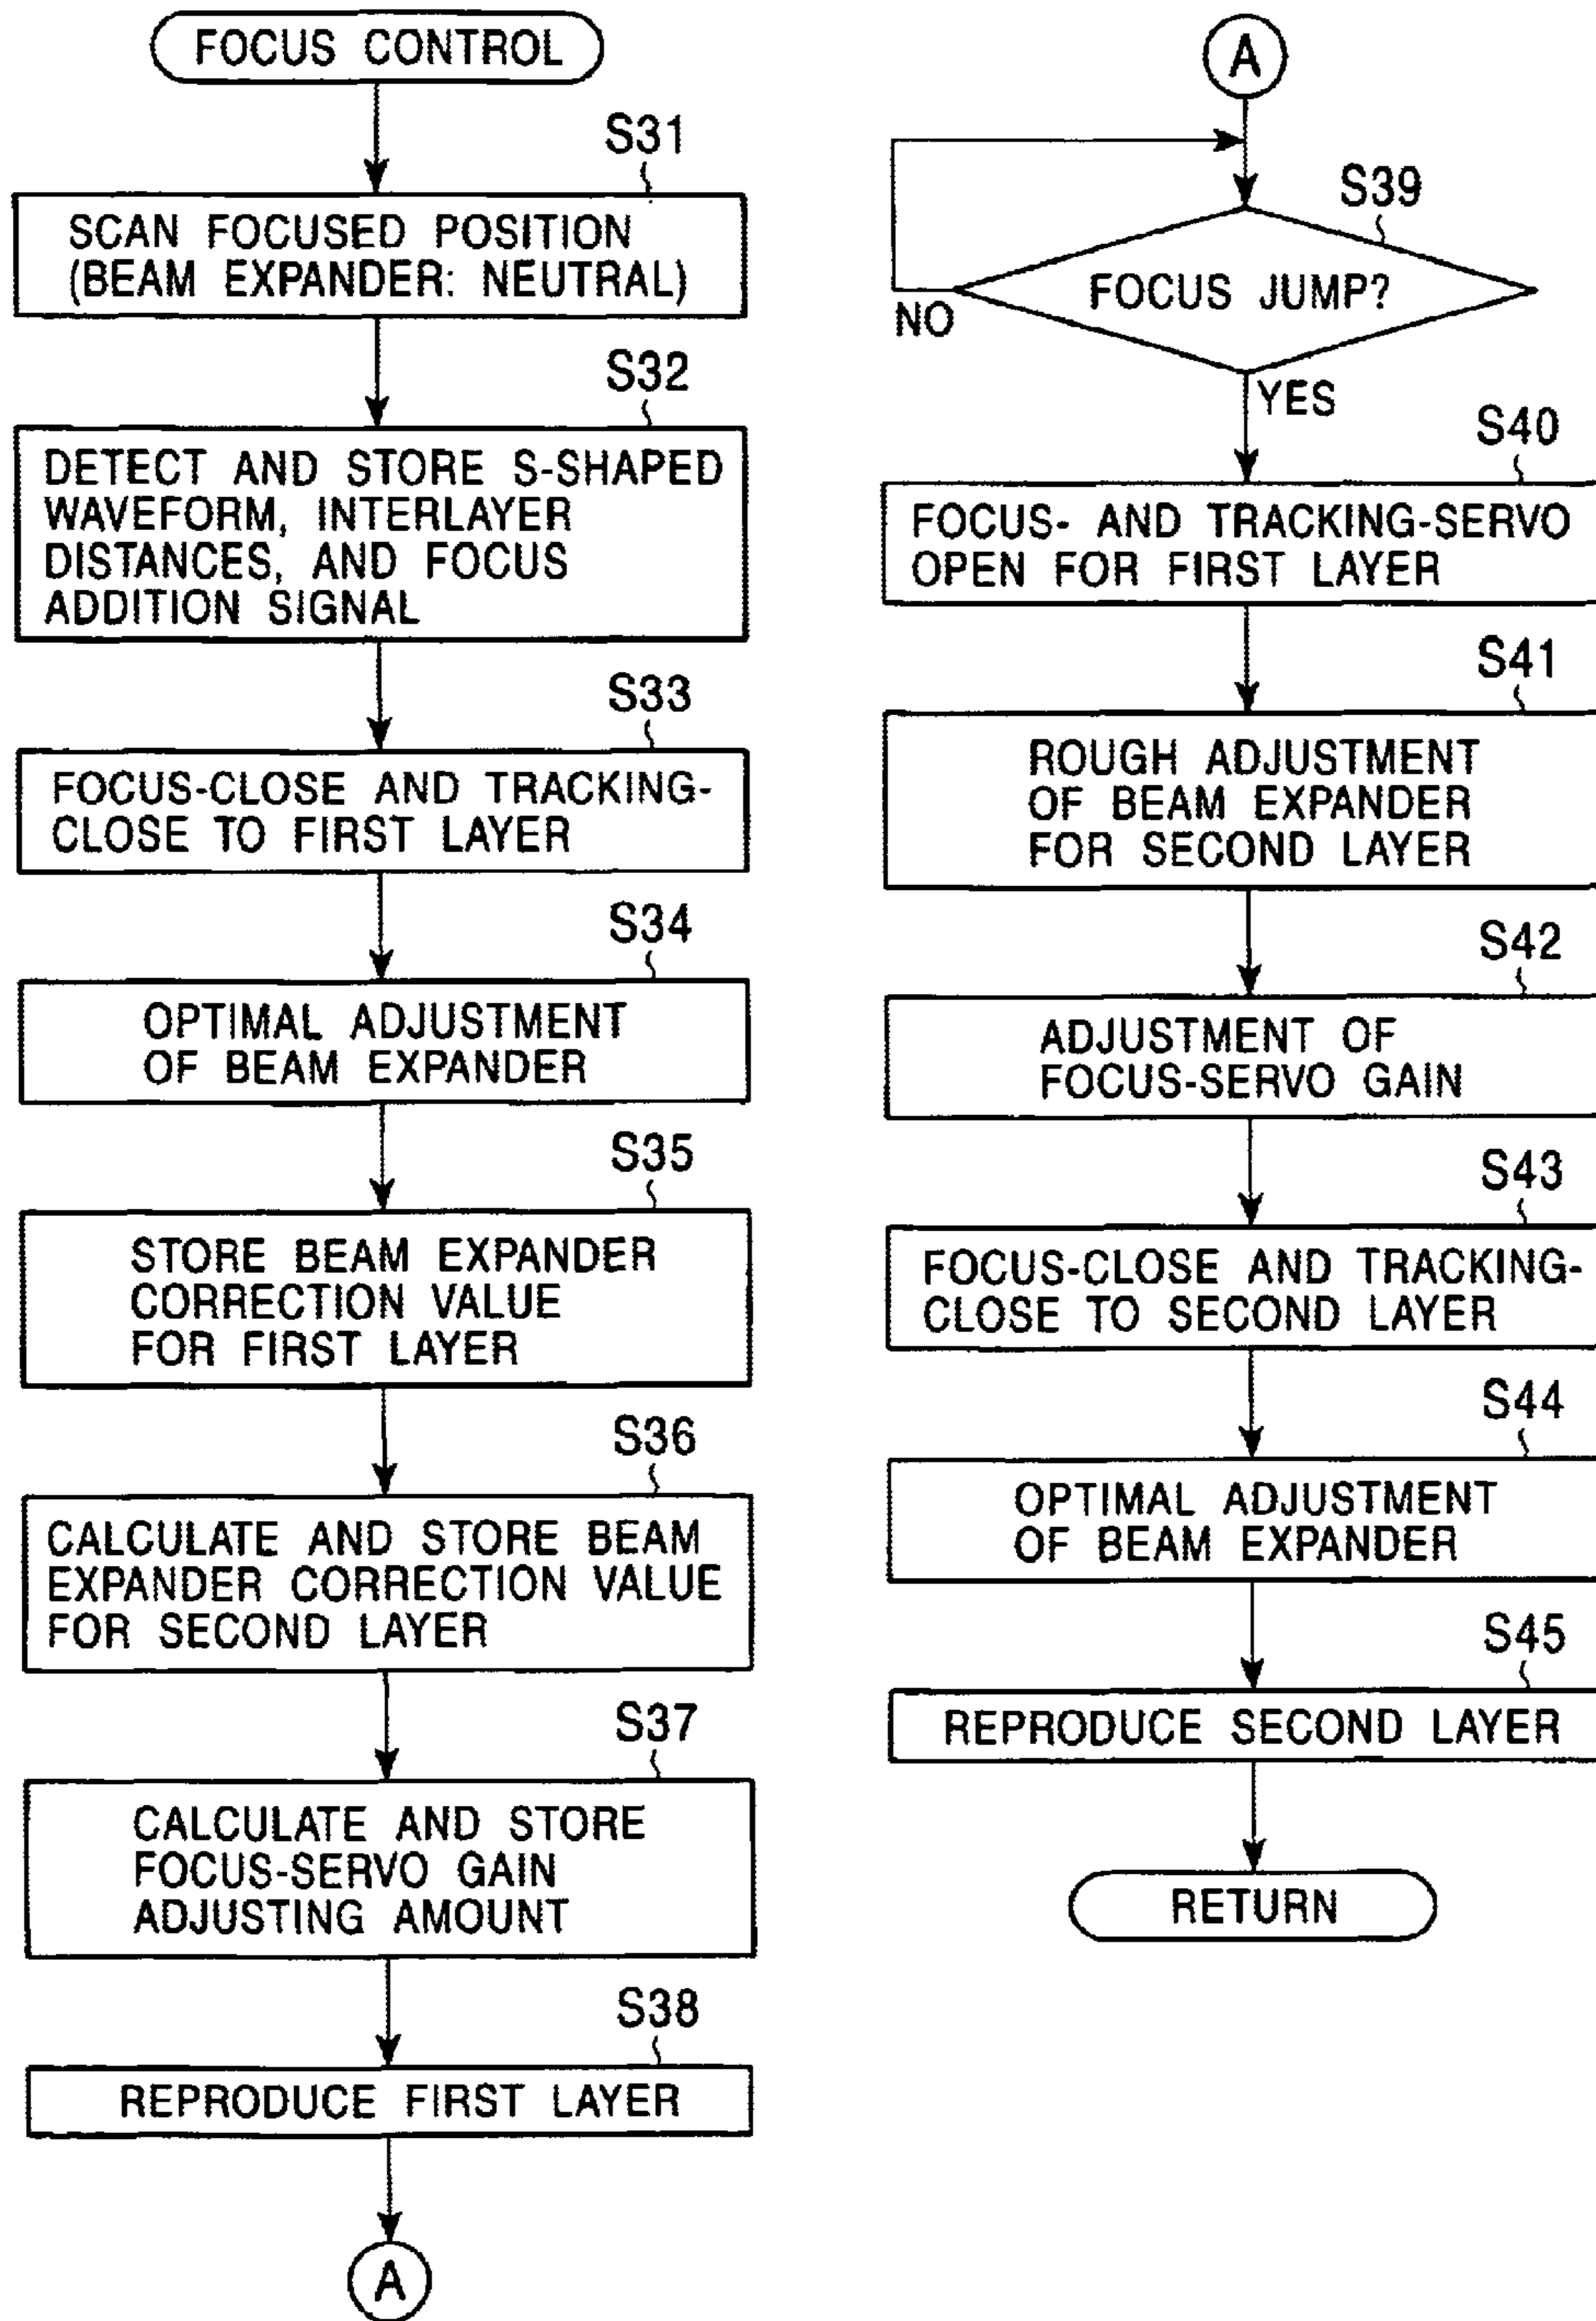 FOCUS CONTROL
S31
SCAN FOCUSED POSITION
(BEAM EXPANDER: NEUTRAL)
S32
DETECT AND STORE S-SHAPED
WAVEFORM, INTERLAYER
DISTANCES, AND FOCUS
ADDITION SIGNAL
S33
FOCUS-CLOSE AND TRACKING-
CLOSE TO FIRST LAYER
S34
OPTIMAL ADJUSTMENT
OF BEAM EXPANDER
S35
STORE BEAM EXPANDER
CORRECTION VALUE
FOR FIRST LAYER
S36
CALCULATE AND STORE BEAM
EXPANDER CORRECTION VALUE
FOR SECOND LAYER
S37
CALCULATE AND STORE
FOCUS-SERVO GAIN
ADJUSTING AMOUNT
S38
REPRODUCE FIRST LAYER
A
A
S39
FOCUS JUMP?
NO
YES
S40
FOCUS- AND TRACKING-SERVO
OPEN FOR FIRST LAYER
S41
ROUGH ADJUSTMENT
OF BEAM EXPANDER
FOR SECOND LAYER
S42
ADJUSTMENT OF
FOCUS-SERVO GAIN
S43
FOCUS-CLOSE AND TRACKING-
CLOSE TO SECOND LAYER
S44
OPTIMAL ADJUSTMENT
OF BEAM EXPANDER
S45
REPRODUCE SECOND LAYER
RETURN